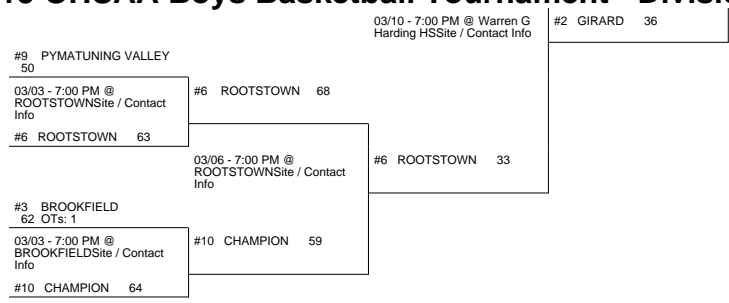 OHSAA Boys Basketball Tournament -
03/10 - 7:00 PM @ Warren G
Harding HSSite / Contact Info
#2 GIRARD 36
#9 PYMATUNING VALLEY
50
03/03 - 7:00 PM @
ROOTSTOWNSite / Contact
Info
#6 ROOTSTOWN 68
#6 ROOTSTOWN 63
03/06 - 7:00 PM @
ROOTSTOWNSite / Contact
Info
#6 ROOTSTOWN 33
#3 BROOKFIELD
62 OTs: 1
03/03 - 7:00 PM @
BROOKFIELDSite / Contact
Info
#10 CHAMPION 59
#10 CHAMPION 64